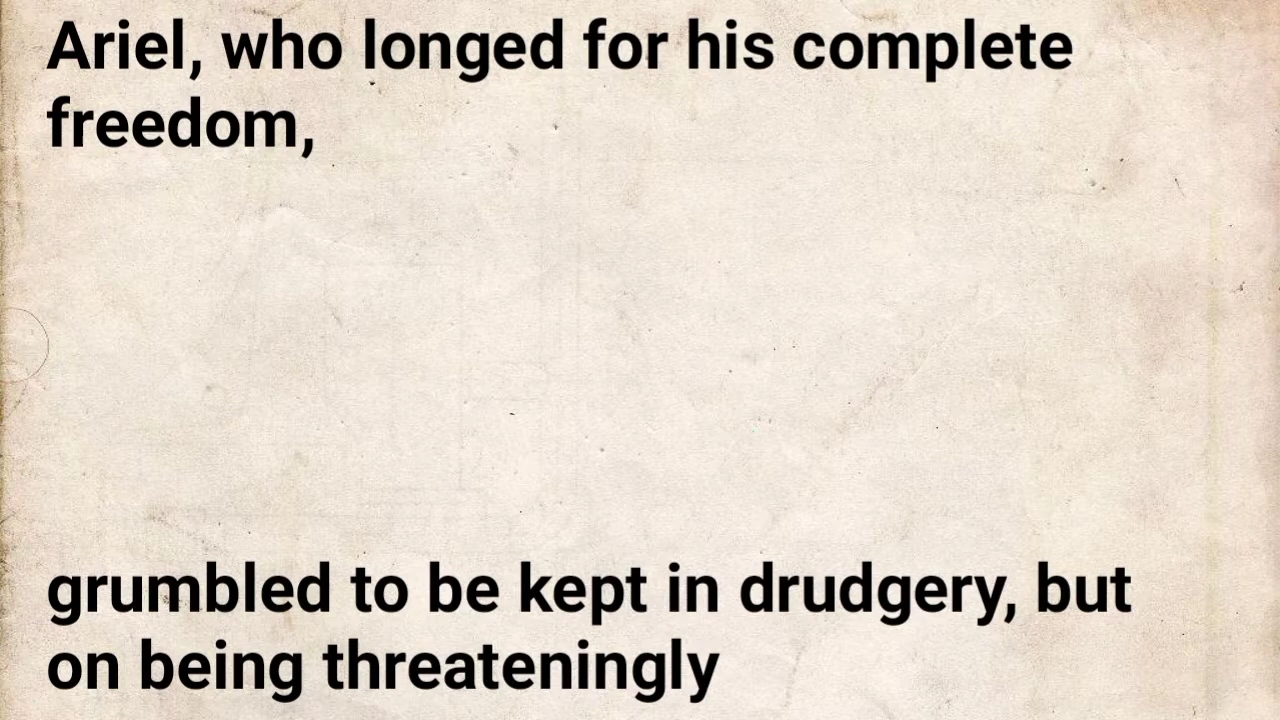 Ariel, who longed for his complete
freedom,
grumbled to be kept in drudgery, but
on being threateningly